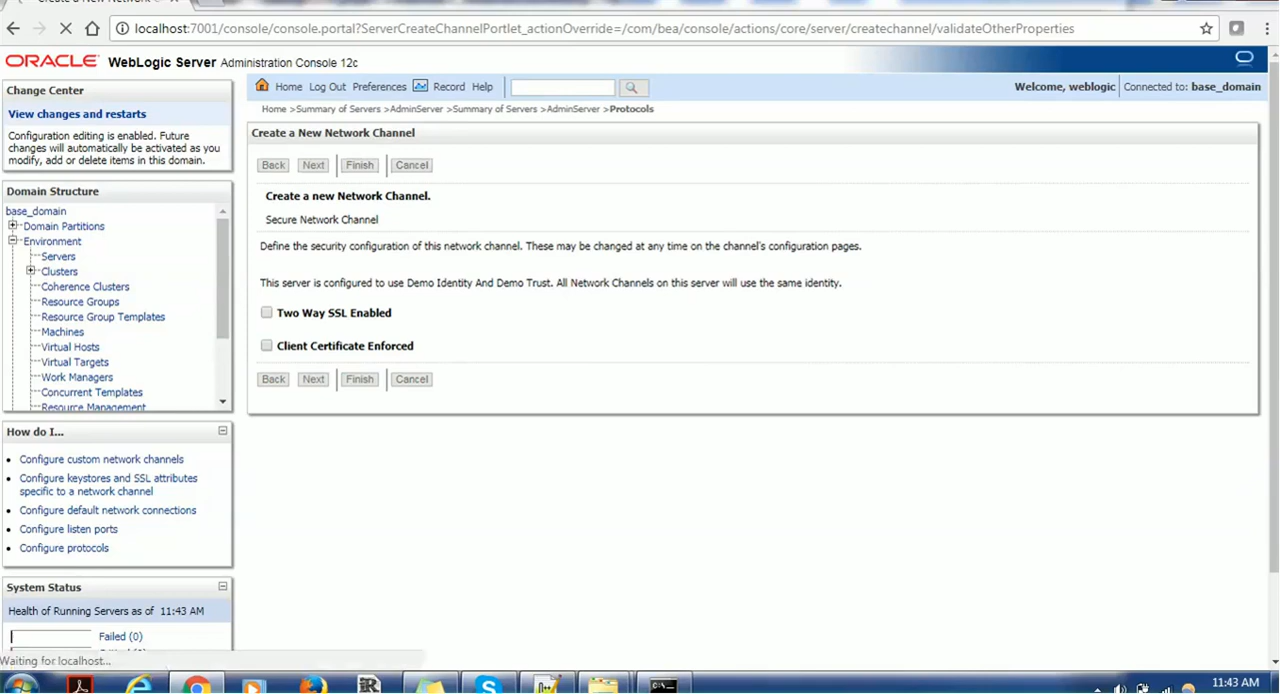 Create a New Network C
localhost:7001/console/console.portal?ServerCreateChannelPortlet_actionOverride=/com/bea/console/actions/core/server/createchannel/validateOtherProperties
ORACLE WebLogic Server Administration Console 12c
Change Center
View changes and restarts
Configuration editing is enabled. Future
changes will automatically be activated as you
modify, add or delete items in this domain.
Domain Structure
base_domain
Domain Partitions
Environment
Servers
Clusters
Coherence Clusters
Resource Groups
Resource Group Templates
Machines
Virtual Hosts
Virtual Targets
Work Managers
Concurrent Templates
Resource Management
How do I...
Configure custom network channels
Configure keystores and SSL attributes
specific to a network channel
Configure default network connections
Configure listen ports
Configure protocols
System Status
Health of Running Servers as of 11:43 AM
Failed (0)
Waiting for localhost...
Home Log Out Preferences Record Help
Welcome, weblogic Connected to: base_domain
Home >Summary of Servers >AdminServer >Summary of Servers >AdminServer >Protocols
Create a New Network Channel
Back Next Finish Cancel
Create a new Network Channel.
Secure Network Channel
Define the security configuration of this network channel. These may be changed at any time on the channel's configuration pages.
This server is configured to use Demo Identity And Demo Trust. All Network Channels on this server will use the same identity.
Two Way SSL Enabled
Client Certificate Enforced
Back Next Finish Cancel
11:43 AM